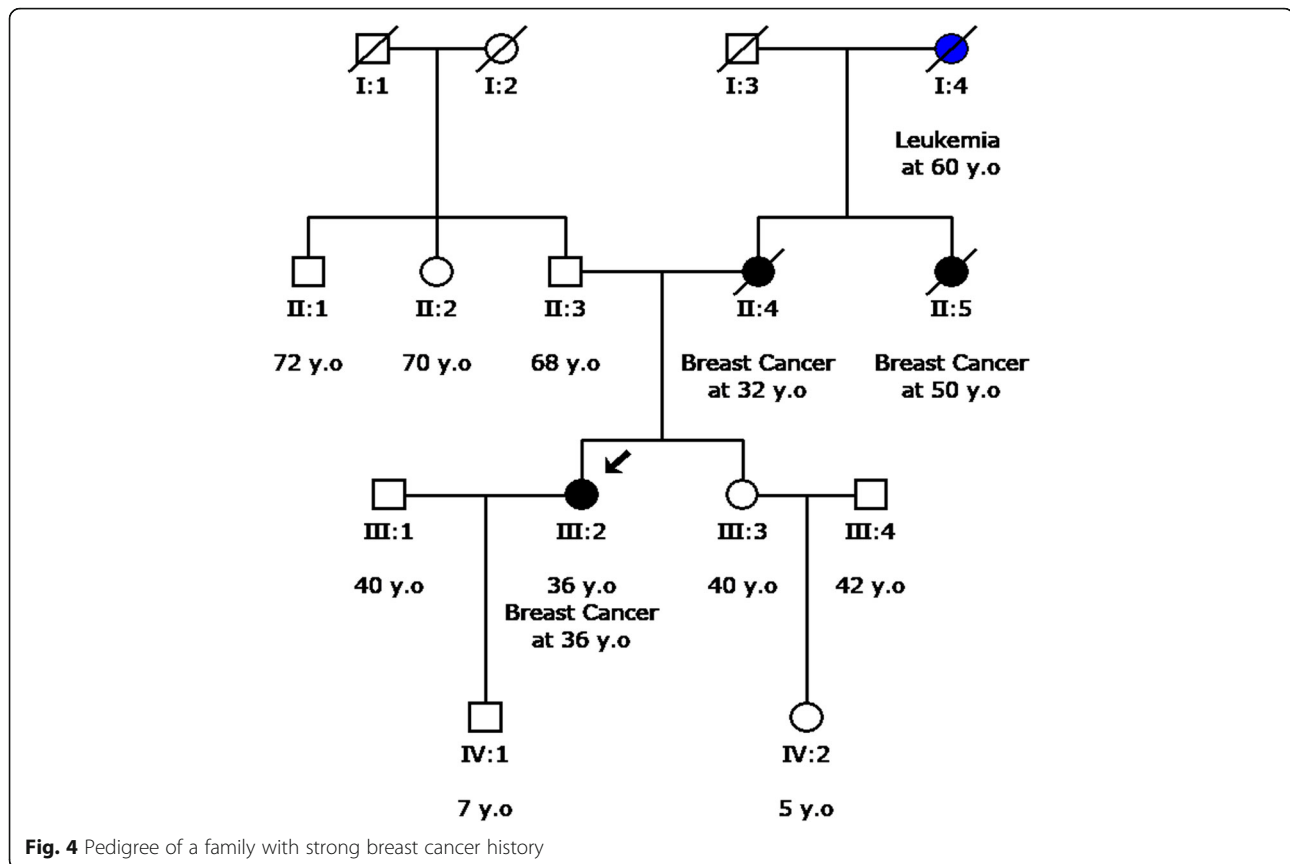 I:1 I:2 I:3 I:4
Leukemia
at 60 y.o
II:1 II:2 II:3 II:4 II:5
72 y.o 70 y.o 68 y.o Breast Cancer Breast Cancer
at 32 y.o at 50 y.o
III:1 III:2 III:3 III:4
40 y.o 36 y.o 40 y.o 42 y.o
Breast Cancer
at 36 y.o
IV:1 IV:2
7 y.o 5 y.o
Fig. 4 Pedigree of a family with strong breast cancer history